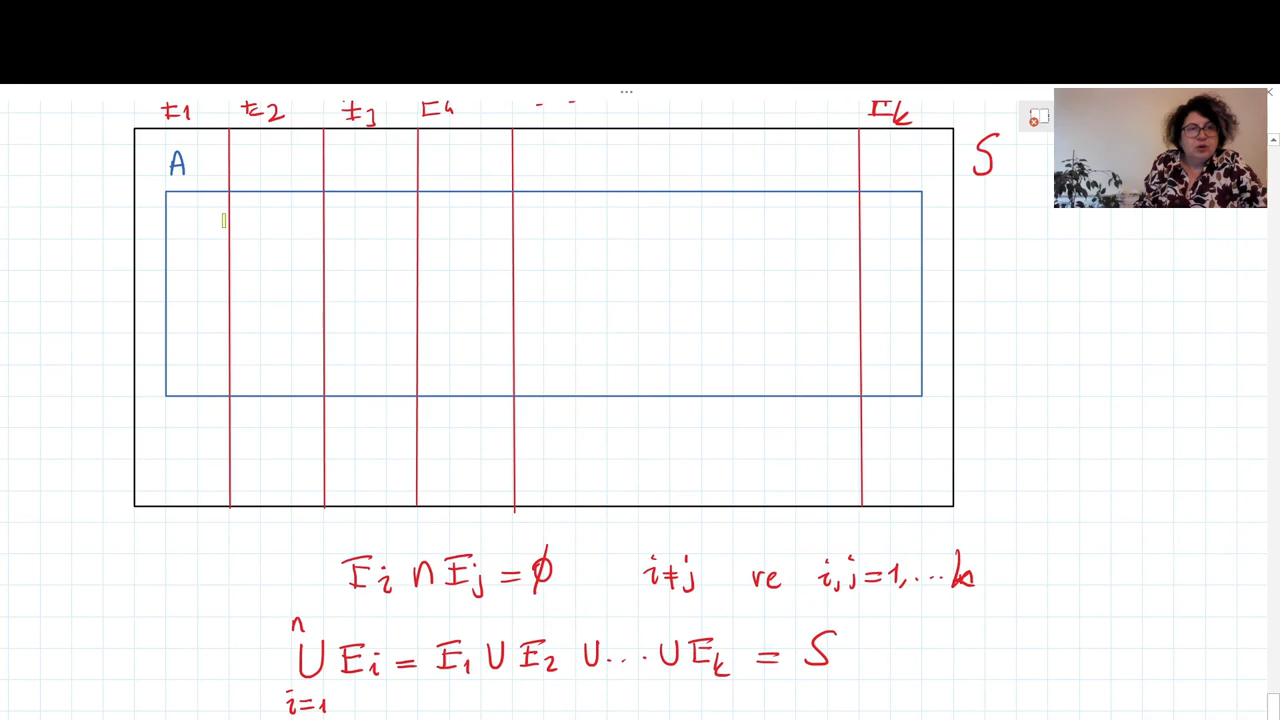 E1 E2 E3 E4 ... Ek
S
A
Ei ∩ Ej = ∅ i≠j ve i,j=1,...k
n
∪ Ei = E1 ∪ E2 ∪... ∪ Ek = S
i=1